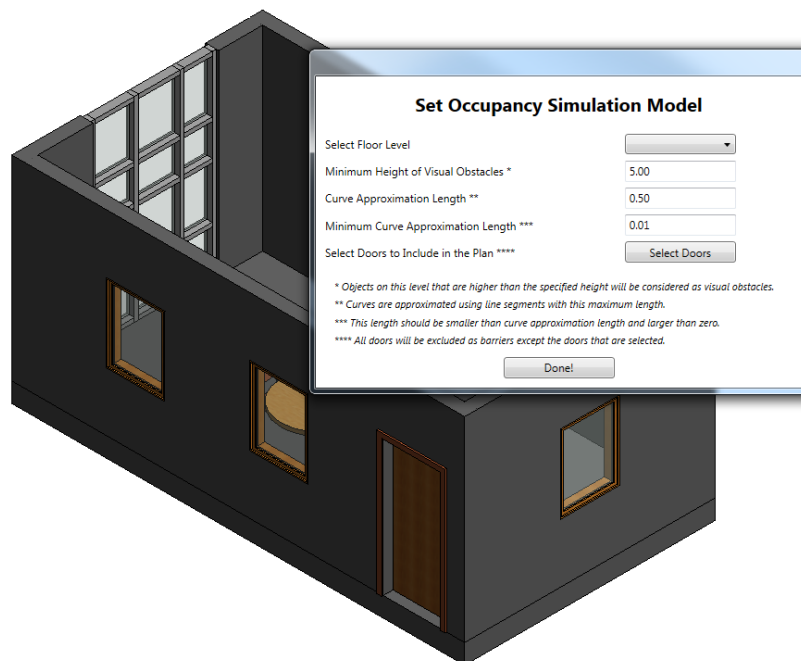 Set Occupancy Simulation Model
Select Floor Level
Minimum Height of Visual Obstacles * 5.00
Curve Approximation Length ** 0.50
Minimum Curve Approximation Length *** 0.01
Select Doors to Include in the Plan **** Select Doors
* Objects on this level that are higher than the specified height will be considered as visual obstacles.
** Curves are approximated using line segments with this maximum length.
*** This length should be smaller than curve approximation length and larger than zero.
**** All doors will be excluded as barriers except the doors that are selected.
Done!